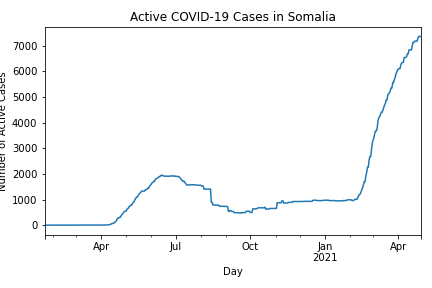 Active COVID-19 Cases in Somalia
Number of Active Cases
7000
6000
5000
4000
3000
2000
1000
0
Apr
Jul
Oct
Jan
2021
Apr
Day